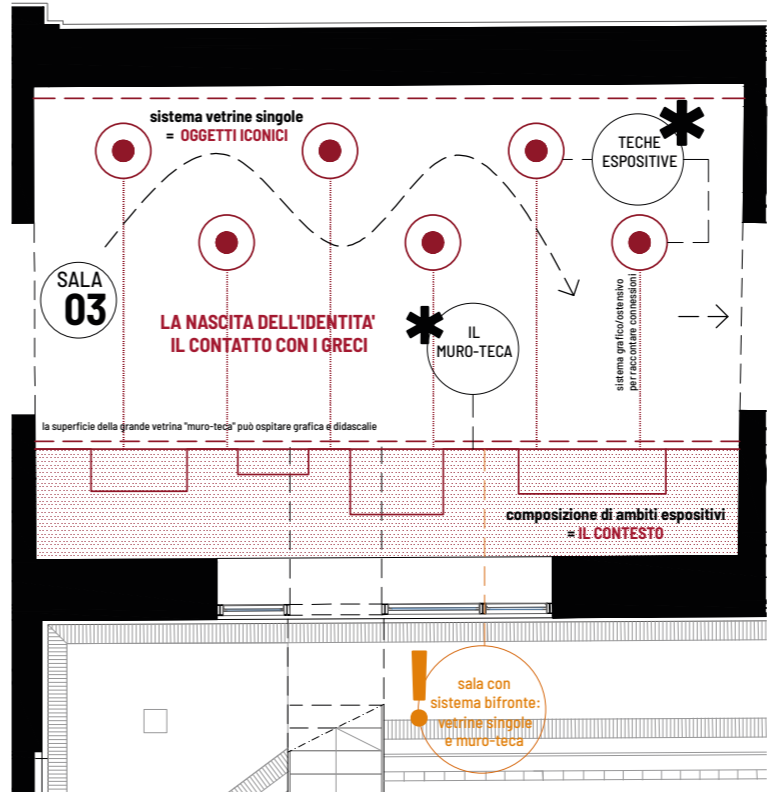 sistema vetrine singole
= OGGETTI ICONICI
TECHE
ESPOSITIVE
SALA
03
LA NASCITA DELL'IDENTITA'
IL CONTATTO CON I GRECI
IL
MURO-TECA
sistema grafico/ostensivo
per raccontare connessioni
la superficie della grande vetrina "muro-teca" può ospitare grafica e didascalie
composizione di ambiti espositivi
= IL CONTESTO
sala con
sistema bifronte:
vetrine singole
e muro-teca